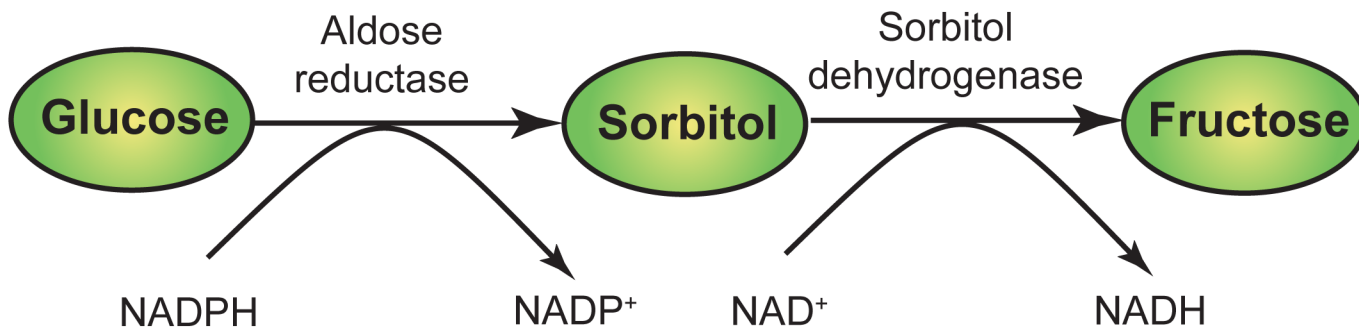 Aldose
reductase
Sorbitol
dehydrogenase
Glucose
Sorbitol
Fructose
NADPH
NADP⁺
NAD⁺
NADH